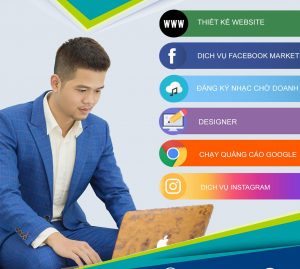 WWW
THIẾT KẾ WEBSITE
DỊCH VỤ FACEBOOK MARKET
ĐĂNG KÝ NHẠC CHỜ DOANH
DESIGNER
CHẠY QUẢNG CÁO GOOGLE
DỊCH VỤ INSTAGRAM